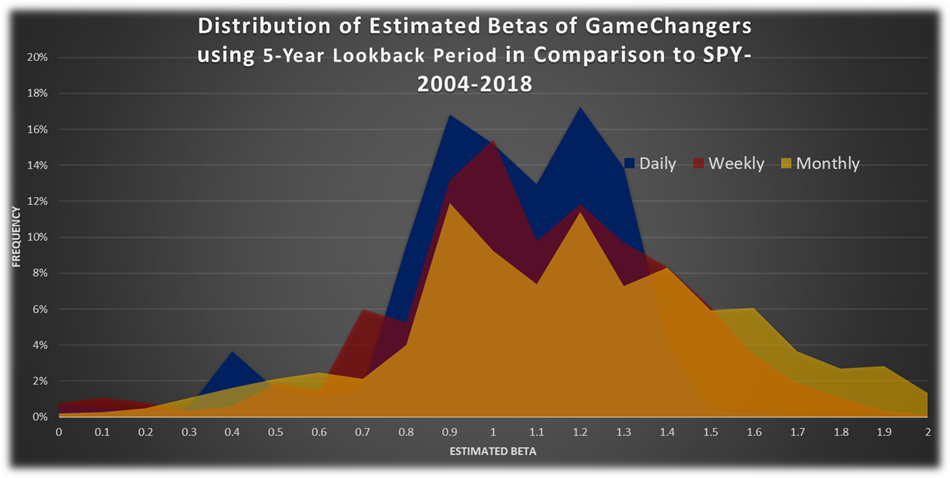 Distribution of Estimated Betas of GameChangers
using 5-Year Lookback Period in Comparison to SPY-
2004-2018
20%
18%
16%
14%
12%
10%
8%
6%
4%
2%
0%
FREQUENCY
Daily Weekly Monthly
0 0.1 0.2 0.3 0.4 0.5 0.6 0.7 0.8 0.9 1 1.1 1.2 1.3 1.4 1.5 1.6 1.7 1.8 1.9 2
ESTIMATED BETA